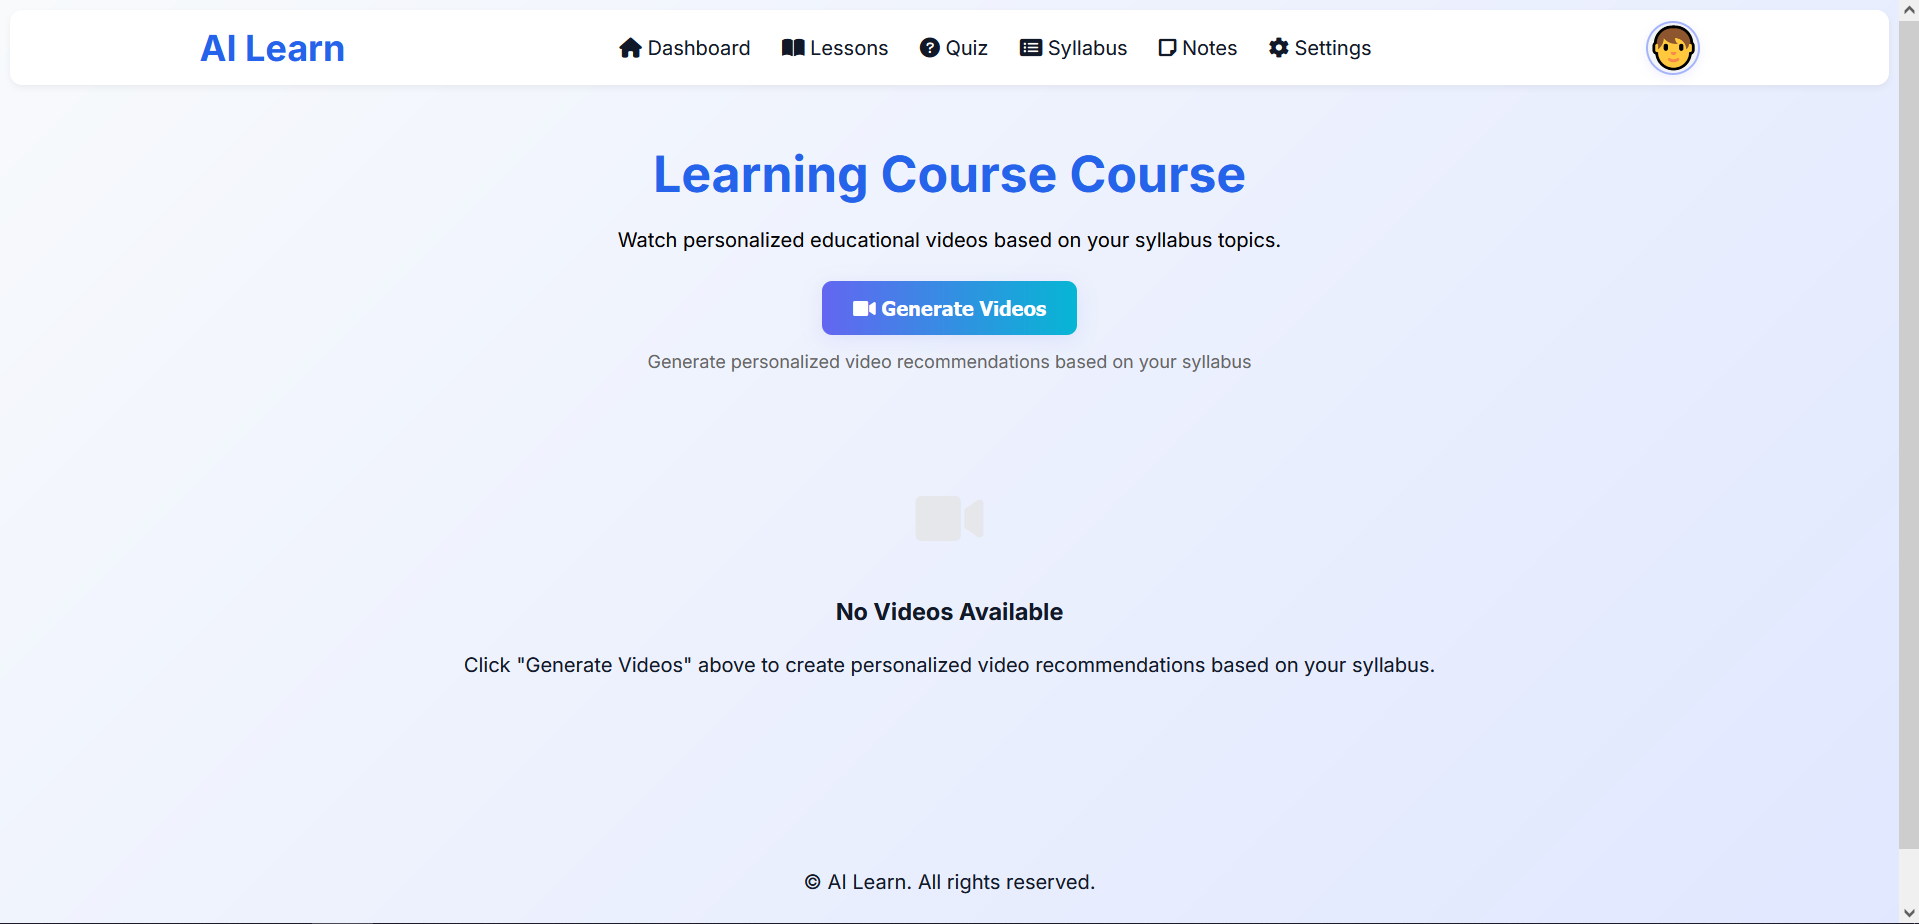 AI Learn
Dashboard Lessons Quiz Syllabus Notes Settings
Learning Course Course
Watch personalized educational videos based on your syllabus topics.
Generate Videos
Generate personalized video recommendations based on your syllabus
No Videos Available
Click "Generate Videos" above to create personalized video recommendations based on your syllabus.
© AI Learn. All rights reserved.